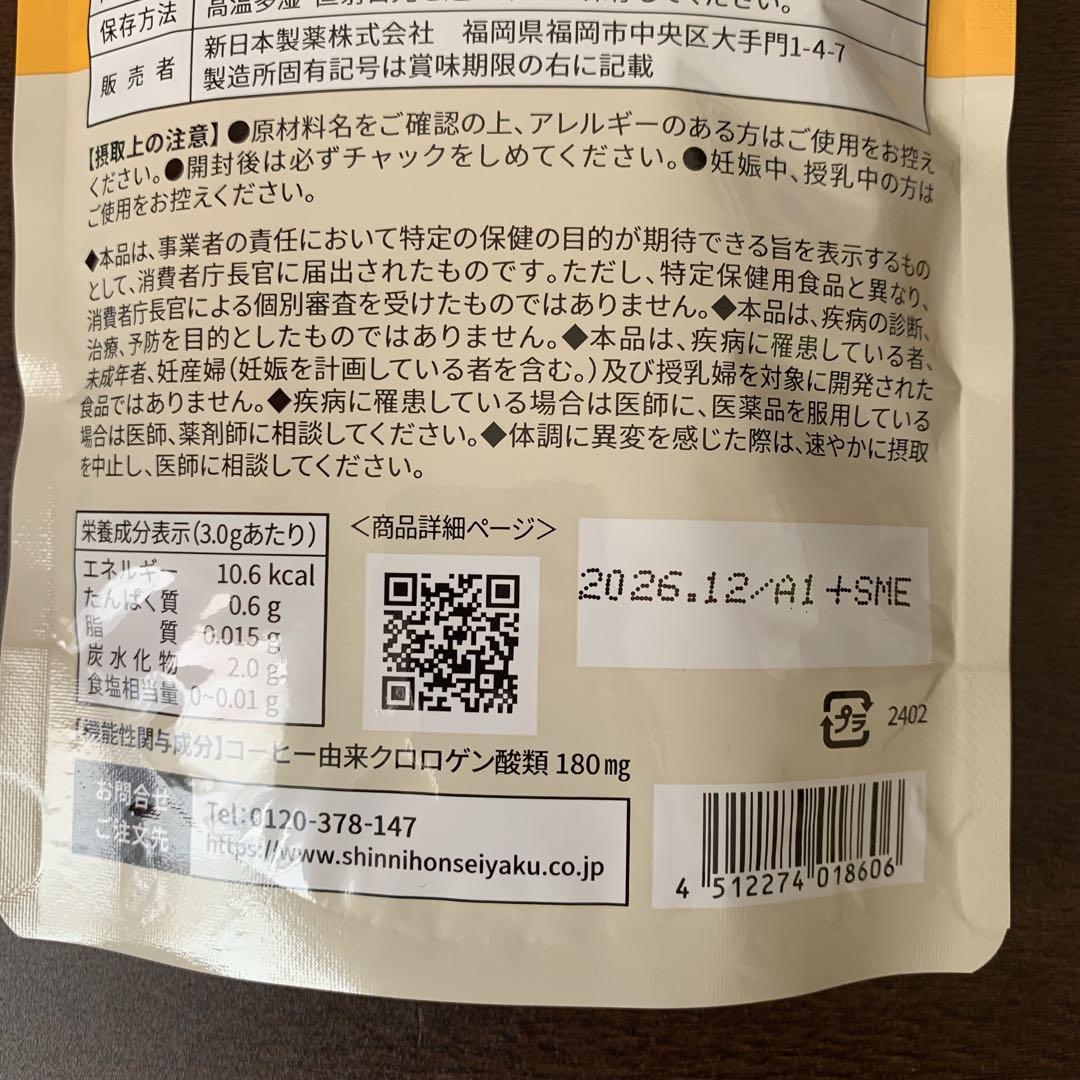 保存方法
高温多湿・直射日光を してください。
販売者
新日本製薬株式会社 福岡県福岡市中央区大手門1-4-7
製造所固有記号は賞味期限の右に記載
【摂取上の注意】●原材料名をご確認の上、アレルギーのある方はご使用をお控え
ください。●開封後は必ずチャックをしめてください。●妊娠中、授乳中の方は
ご使用をお控えください。
◆本品は、事業者の責任において特定の保健の目的が期待できる旨を表示するもの
として、消費者庁長官に届出されたものです。ただし、特定保健用食品と異なり、
消費者庁長官による個別審査を受けたものではありません。◆本品は、疾病の診断、
治療、予防を目的としたものではありません。◆本品は、疾病に罹患している者、
未成年者、妊産婦(妊娠を計画している者を含む。)及び授乳婦を対象に開発された
食品ではありません。◆疾病に罹患している場合は医師に、医薬品を服用している
場合は医師、薬剤師に相談してください。◆体調に異変を感じた際は、速やかに摂取
を中止し、医師に相談してください。
栄養成分表示(3.0gあたり)
エネルギー 10.6 kcal
たんぱく質 0.6 g
脂質 0.015 g
炭水化物 2.0 g
食塩相当量 0~0.01 g
<商品詳細ページ>
2026.12/A1+SME
プラ
2402
【機能性関与成分】コーヒー由来クロロゲン酸類 180㎎
お問合せ
ご注文先
Tel:0120-378-147
https://www.shinnihonseiyaku.co.jp
4 512274 018606